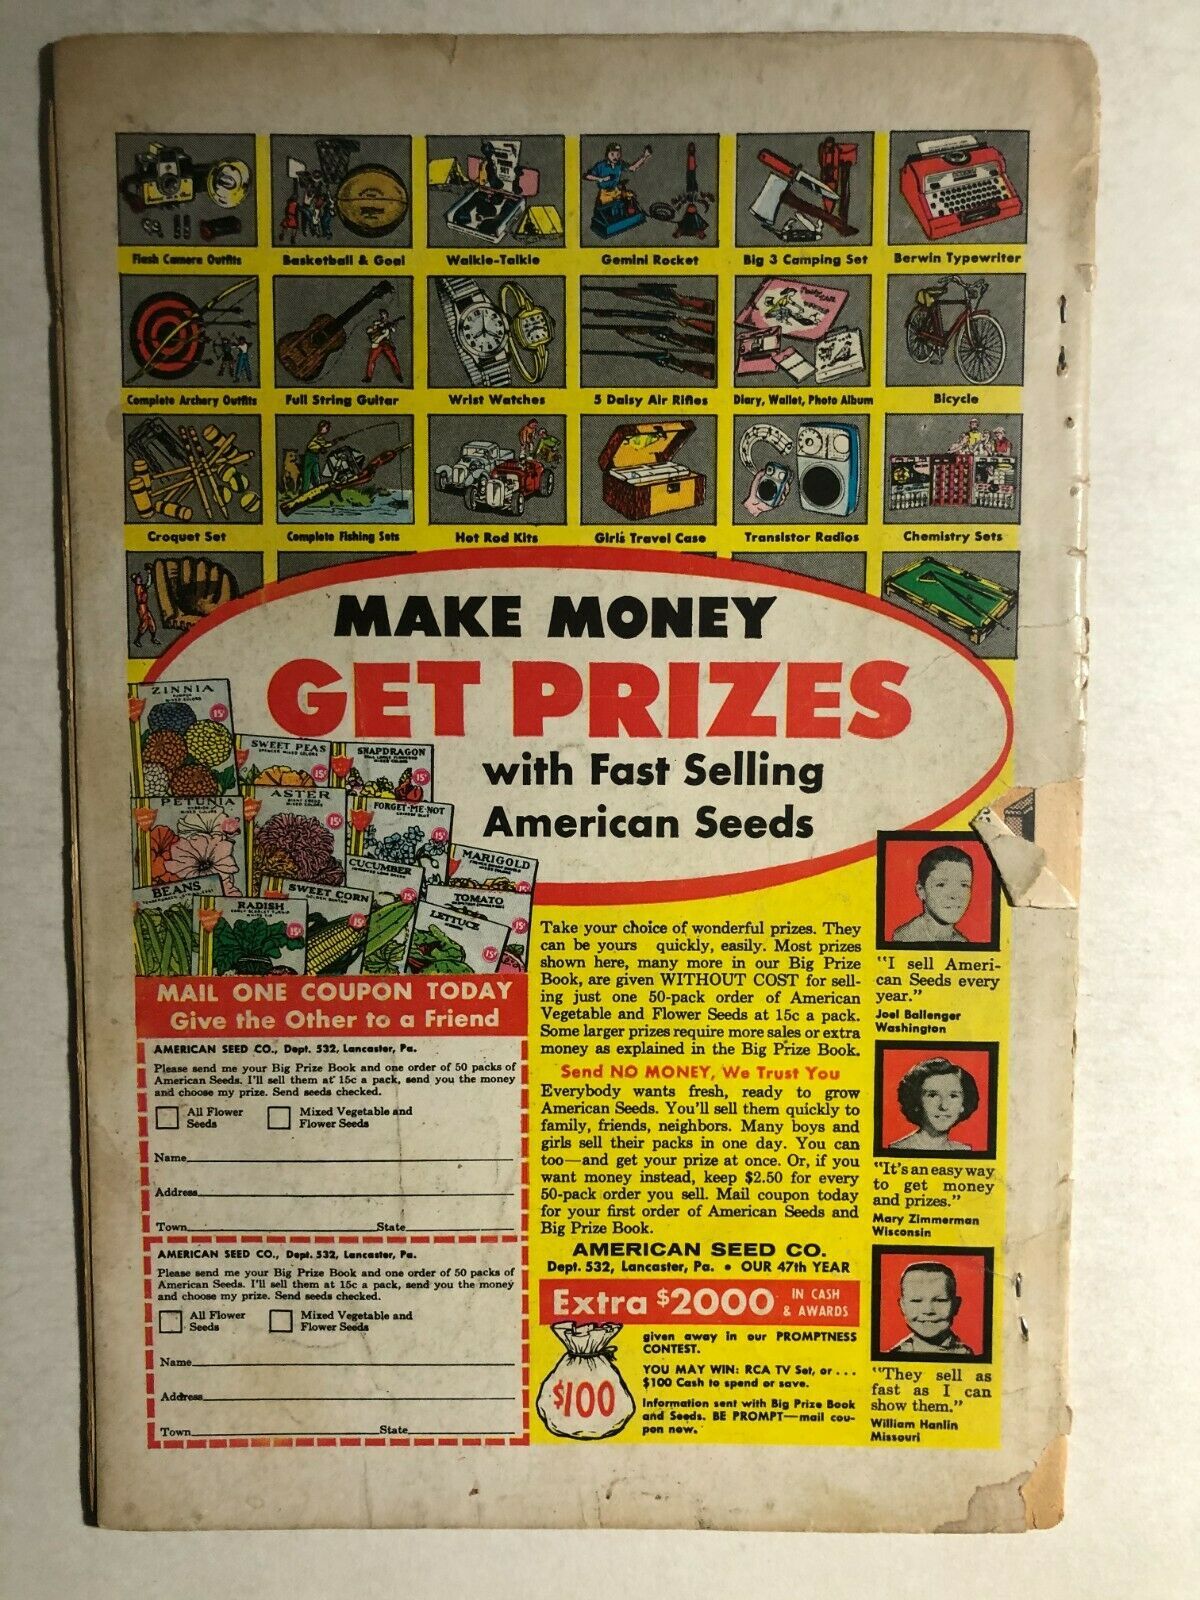 Flash Camera Outfits
Basketball & Goal
Walkie-Talkie
Gemini Rocket
Big 3 Camping Set
Berwin Typewriter
Complete Archery Outfits
Full String Guitar
Wrist Watches
5 Daisy Air Rifles
Diary, Wallet, Photo Album
Bicycle
Croquet Set
Complete Fishing Sets
Hot Rod Kits
Girl's Travel Case
Transistor Radios
Chemistry Sets
MAKE MONEY
GET PRIZES
with Fast Selling
American Seeds
ZINNIA
MIXED COLORS
15¢
SWEET PEAS
15¢
SNAPDRAGON
15¢
PETUNIA
15¢
ASTER
15¢
FORGET-ME-NOT
15¢
CUCUMBER
15¢
MARIGOLD
15¢
BEANS
RADISH
15¢
SWEET CORN
15¢
TOMATO
15¢
LETTUCE
15¢
MAIL ONE COUPON TODAY
Give the Other to a Friend
AMERICAN SEED CO., Dept. 532, Lancaster, Pa.
Please send me your Big Prize Book and one order of 50 packs of
American Seeds. I'll sell them at 15c a pack, send you the money
and choose my prize. Send seeds checked.
All Flower
Seeds
Mixed Vegetable and
Flower Seeds
Name
Address
Town State
AMERICAN SEED CO., Dept. 532, Lancaster, Pa.
Please send me your Big Prize Book and one order of 50 packs of
American Seeds. I'll sell them at 15c a pack, send you the money
and choose my prize. Send seeds checked.
All Flower
Seeds
Mixed Vegetable and
Flower Seeds
Name
Address
Town State
Take your choice of wonderful prizes. They
can be yours quickly, easily. Most prizes
shown here, many more in our Big Prize
Book, are given WITHOUT COST for sell-
ing just one 50-pack order of American
Vegetable and Flower Seeds at 15c a pack.
Some larger prizes require more sales or extra
money as explained in the Big Prize Book.
Send NO MONEY, We Trust You
Everybody wants fresh, ready to grow
American Seeds. You'll sell them quickly to
family, friends, neighbors. Many boys and
girls sell their packs in one day. You can
too—and get your prize at once. Or, if you
want money instead, keep $2.50 for every
50-pack order you sell. Mail coupon today
for your first order of American Seeds and
Big Prize Book.
AMERICAN SEED CO.
Dept. 532, Lancaster, Pa. • OUR 47th YEAR
Extra $2000 IN CASH
& AWARDS
$100
given away in our PROMPTNESS
CONTEST.
YOU MAY WIN: RCA TV Set, or . . .
$100 Cash to spend or save.
Information sent with Big Prize Book
and Seeds. BE PROMPT—mail cou-
pon now.
"I sell Ameri-
can Seeds every
year."
Joel Ballenger
Washington
"It's an easy way
to get money
and prizes."
Mary Zimmerman
Wisconsin
"They sell as
fast as I can
show them."
William Hanlin
Missouri